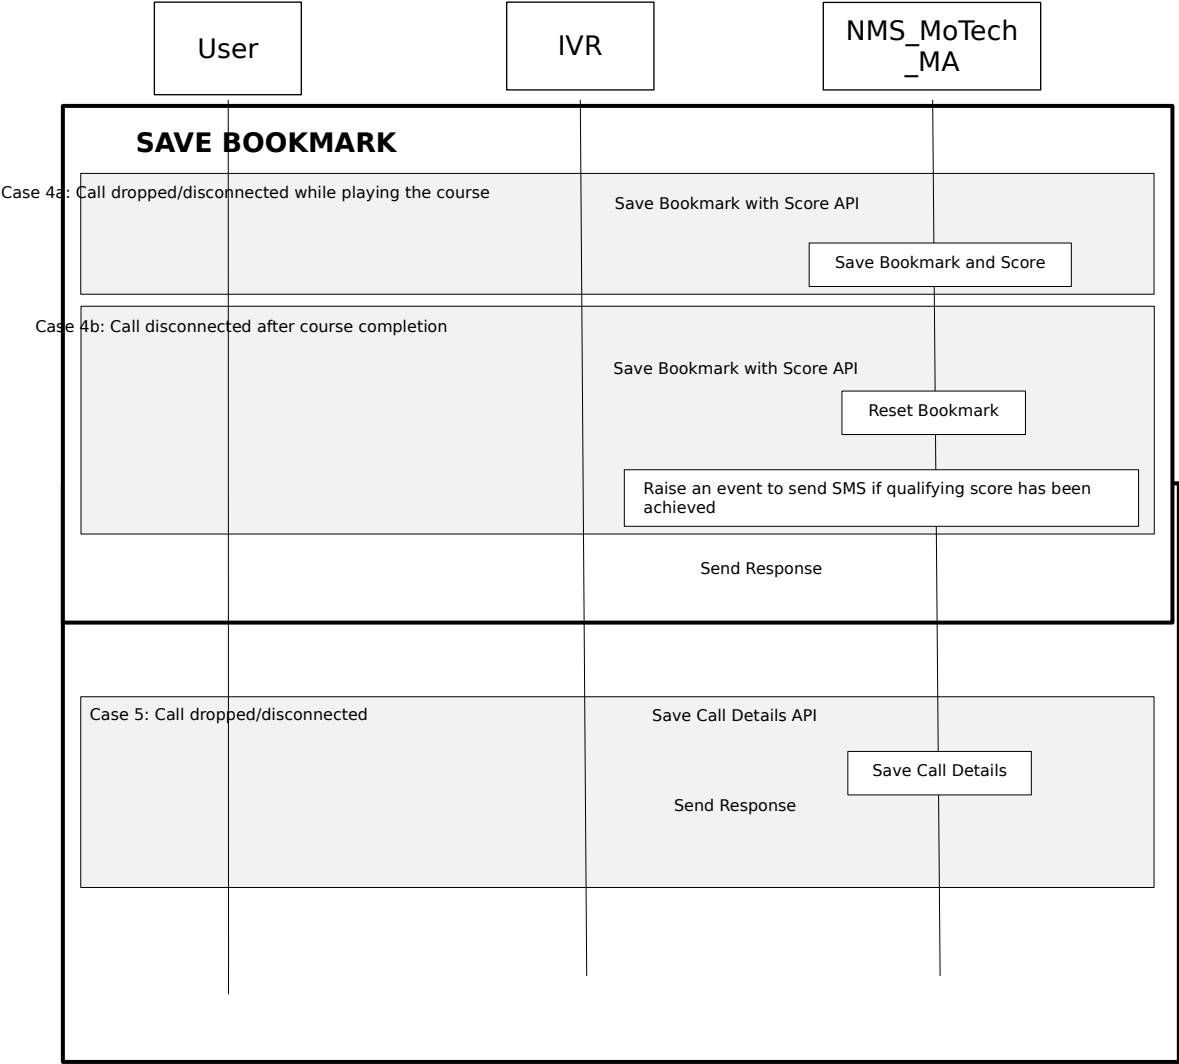 User
IVR
NMS_MoTech
_MA
SAVE BOOKMARK
Case 4a: Call dropped/disconnected while playing the course
Save Bookmark with Score API
Save Bookmark and Score
Case 4b: Call disconnected after course completion
Save Bookmark with Score API
Reset Bookmark
Raise an event to send SMS if qualifying score has been
achieved
Send Response
Case 5: Call dropped/disconnected
Save Call Details API
Save Call Details
Send Response